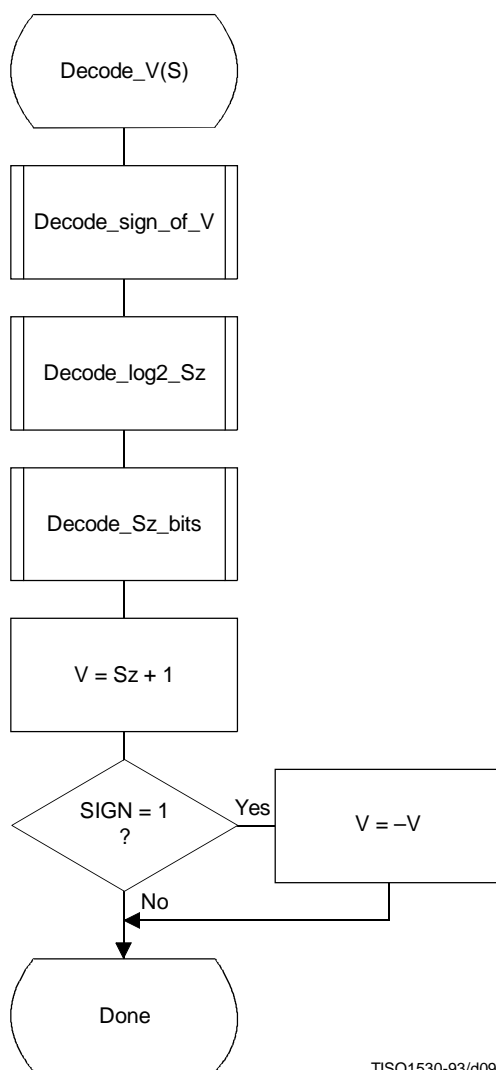 Decode_V(S)
Decode_sign_of_V
Decode_log2_Sz
Decode_Sz_bits
V = Sz + 1
SIGN = 1
?
Yes
V = –V
No
Done
TISO1530-93/d09